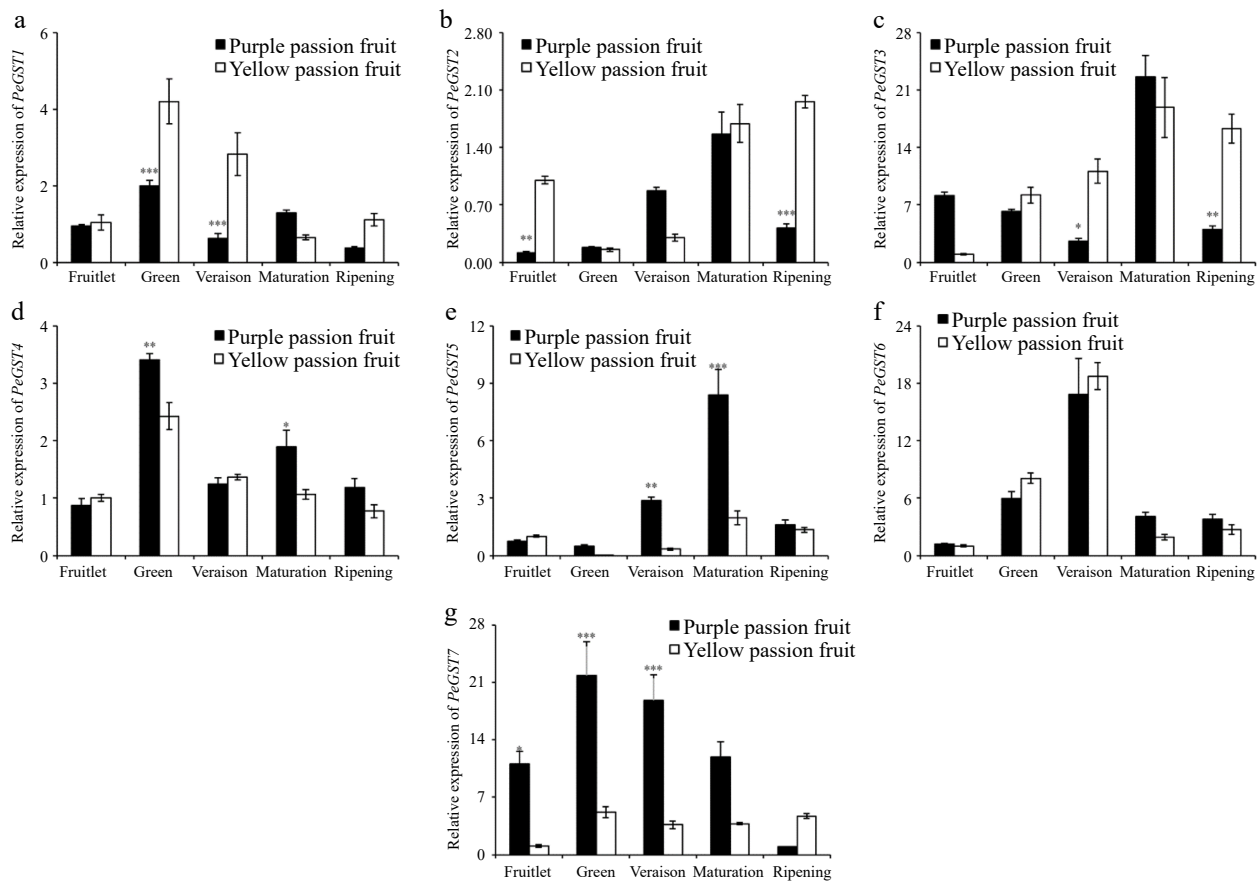 a
Relative expression of PeGST1
6
4
2
0
Purple passion fruit
Yellow passion fruit
***
***
Fruitlet Green Veraison Maturation Ripening
b
Relative expression of PeGST2
2.80
2.10
1.40
0.70
0.00
Purple passion fruit
Yellow passion fruit
**
***
Fruitlet Green Veraison Maturation Ripening
c
Relative expression of PeGST3
28
21
14
7
0
Purple passion fruit
Yellow passion fruit
*
**
Fruitlet Green Veraison Maturation Ripening
d
Relative expression of PeGST4
4
3
2
1
0
Purple passion fruit
Yellow passion fruit
**
*
Fruitlet Green Veraison Maturation Ripening
e
Relative expression of PeGST5
12
9
6
3
0
Purple passion fruit
Yellow passion fruit
**
***
Fruitlet Green Veraison Maturation Ripening
f
Relative expression of PeGST6
24
18
12
6
0
Purple passion fruit
Yellow passion fruit
Fruitlet Green Veraison Maturation Ripening
g
Relative expression of PeGST7
28
21
14
7
0
Purple passion fruit
Yellow passion fruit
*
***
***
Fruitlet Green Veraison Maturation Ripening